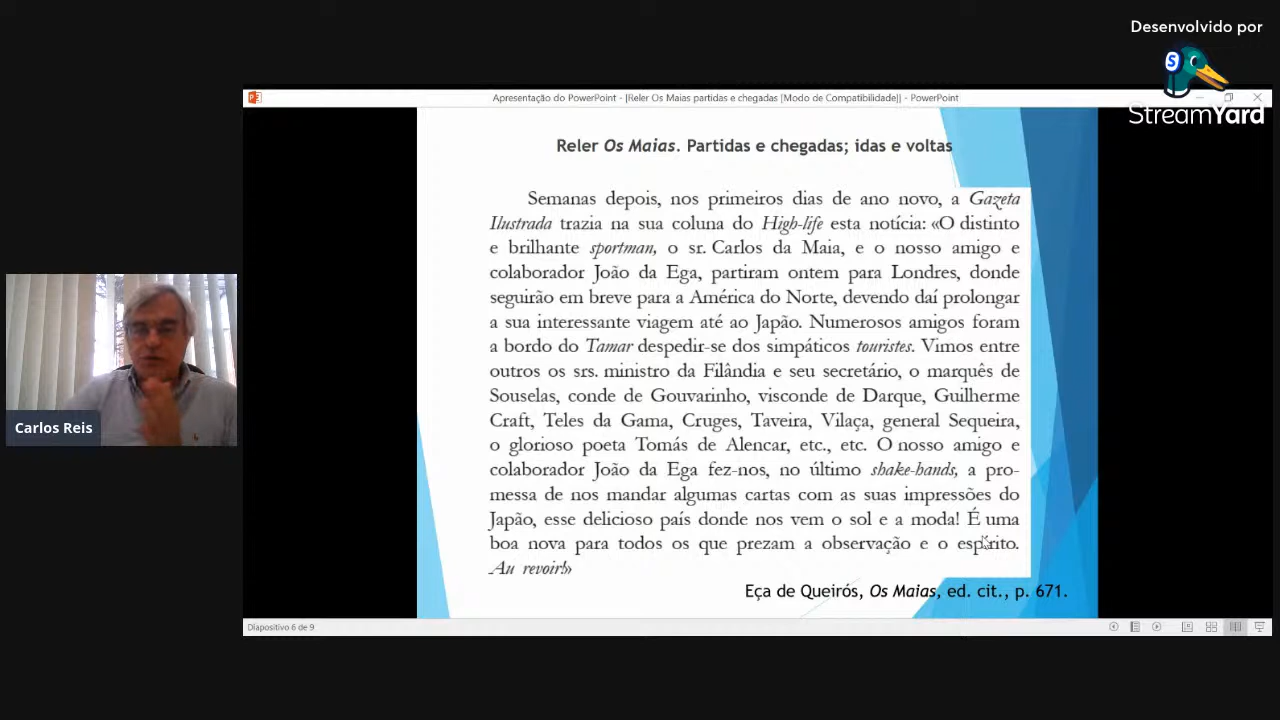 Desenvolvido por
StreamYard
Apresentação do PowerPoint - [Reler Os Maias partidas e chegadas [Modo de Compatibilidade]] - PowerPoint
Reler Os Maias. Partidas e chegadas; idas e voltas
Semanas depois, nos primeiros dias de ano novo, a Gazeta
Ilustrada trazia na sua coluna do High-life esta notícia: «O distinto
e brilhante sportman, o sr. Carlos da Maia, e o nosso amigo e
colaborador João da Ega, partiram ontem para Londres, donde
seguirão em breve para a América do Norte, devendo daí prolongar
a sua interessante viagem até ao Japão. Numerosos amigos foram
a bordo do Tamar despedir-se dos simpáticos touristes. Vimos entre
outros os srs. ministro da Filândia e seu secretário, o marquês de
Souselas, conde de Gouvarinho, visconde de Darque, Guilherme
Craft, Teles da Gama, Cruges, Taveira, Vilaça, general Sequeira,
o glorioso poeta Tomás de Alencar, etc., etc. O nosso amigo e
colaborador João da Ega fez-nos, no último shake-hands, a pro-
messa de nos mandar algumas cartas com as suas impressões do
Japão, esse delicioso país donde nos vem o sol e a moda! É uma
boa nova para todos os que prezam a observação e o espírito.
Au revoir!»
Eça de Queirós, Os Maias, ed. cit., p. 671.
Carlos Reis
Diapositivo 6 de 9